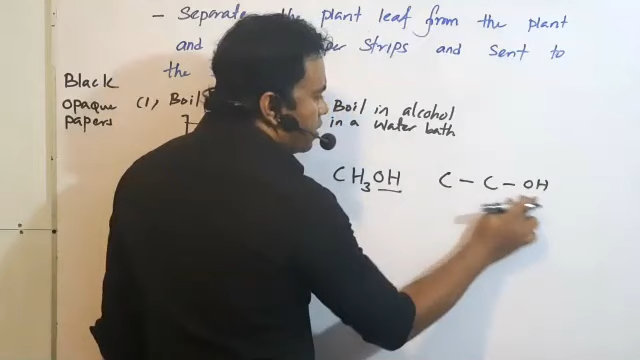 – Separate the plant leaf from the plant
and strips and sent to
the
Black
opaque
papers
(1, Boil
Boil in alcohol
in a water bath
CH3OH C – C – OH